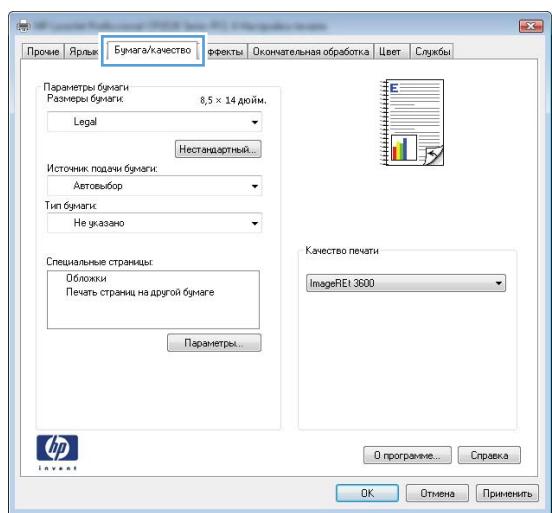 Прочие Ярлык Бумага/качество ффекты Окончательная обработка Цвет Службы
Параметры бумаги
Размеры бумаги: 8,5 × 14 дюйм.
Legal
Нестандартный...
Источник подачи бумаги:
Автовыбор
Тип бумаги:
Не указано
Специальные страницы:
Обложки
Печать страниц на другой бумаге
Параметры...
E
Качество печати
ImageREt 3600
hp
invent
О программе... Справка
OK Отмена Применить